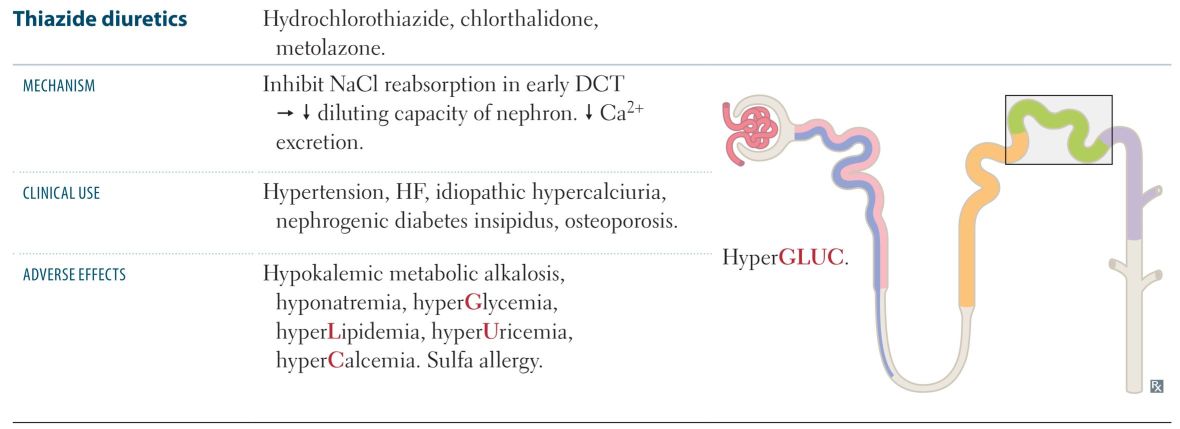 Thiazide diuretics
Hydrochlorothiazide, chlorthalidone,
metolazone.
MECHANISM
Inhibit NaCl reabsorption in early DCT
→ ↓ diluting capacity of nephron. ↓ Ca²⁺
excretion.
CLINICAL USE
Hypertension, HF, idiopathic hypercalciuria,
nephrogenic diabetes insipidus, osteoporosis.
ADVERSE EFFECTS
Hypokalemic metabolic alkalosis,
hyponatremia, hyperGlycemia,
hyperLipidemia, hyperUricemia,
hyperCalcemia. Sulfa allergy.
HyperGLUC.
℞